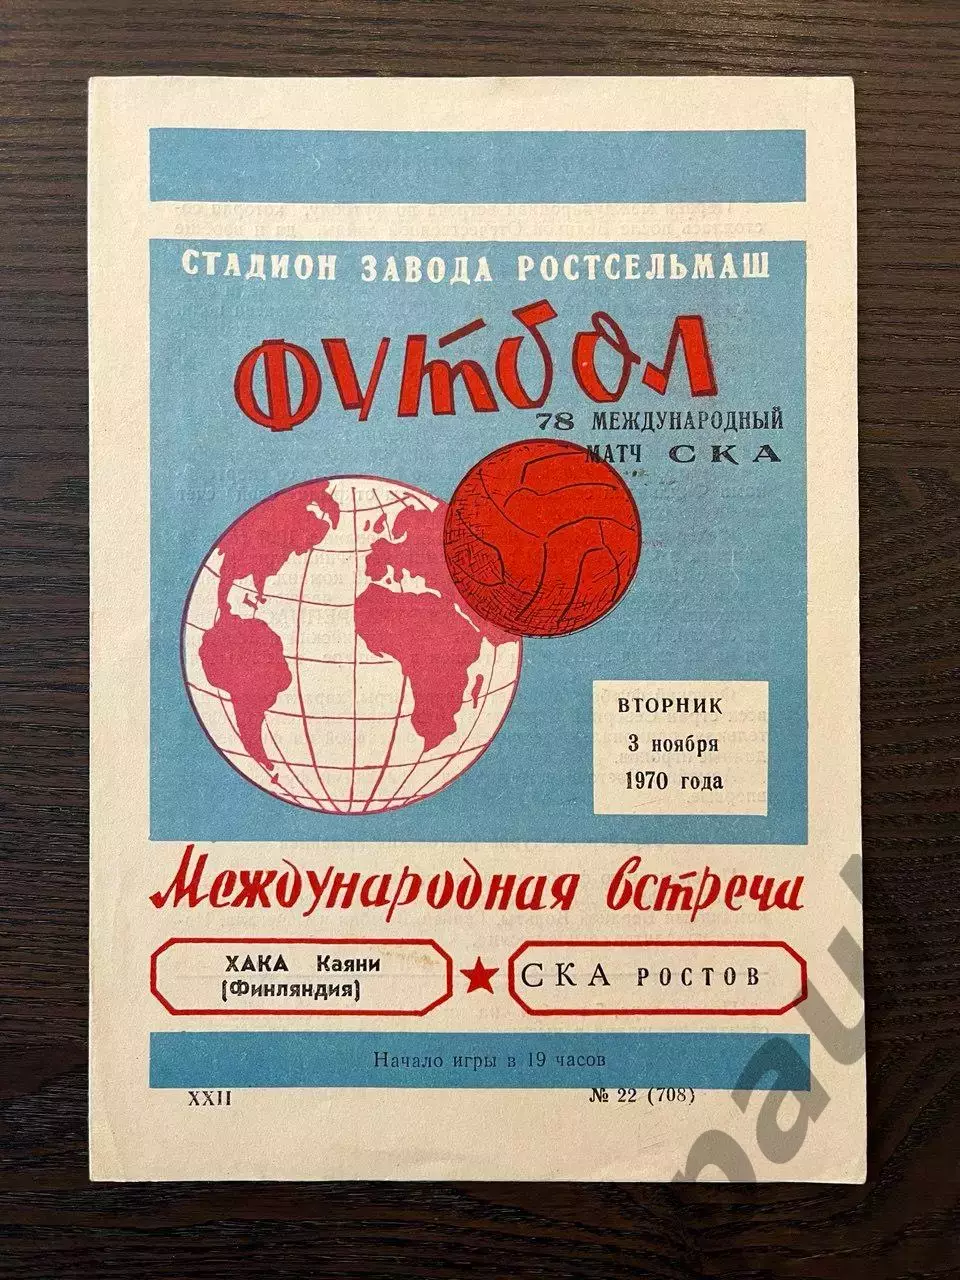 СТАДИОН ЗАВОДА РОСТСЕЛЬМАШ
ФУТБОЛ
78 МЕЖДУНАРОДНЫЙ
МАТЧ СКА
ВТОРНИК
3 ноября
1970 года
Международная встреча
ХАКА Каяни
(Финляндия)
СКА РОСТОВ
Начало игры в 19 часов
XXII
№ 22 (708)